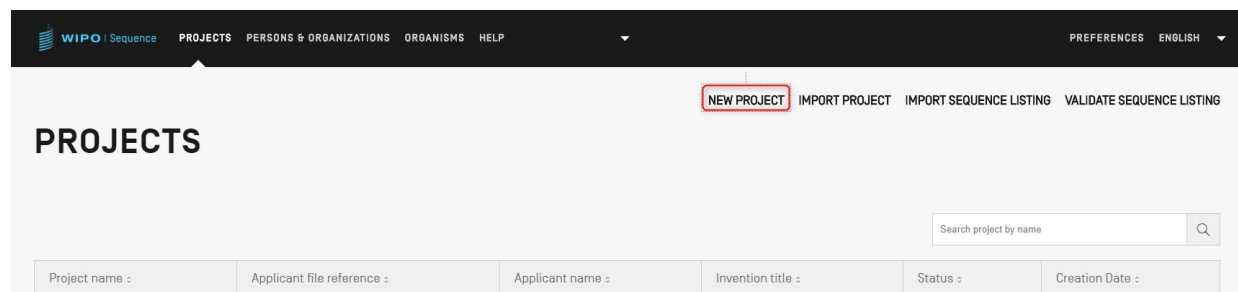 WIPO | Sequence PROJECTS PERSONS & ORGANIZATIONS ORGANISMS HELP PREFERENCES ENGLISH
NEW PROJECT IMPORT PROJECT IMPORT SEQUENCE LISTING VALIDATE SEQUENCE LISTING
PROJECTS
Search project by name
Project name Applicant file reference Applicant name Invention title Status Creation Date